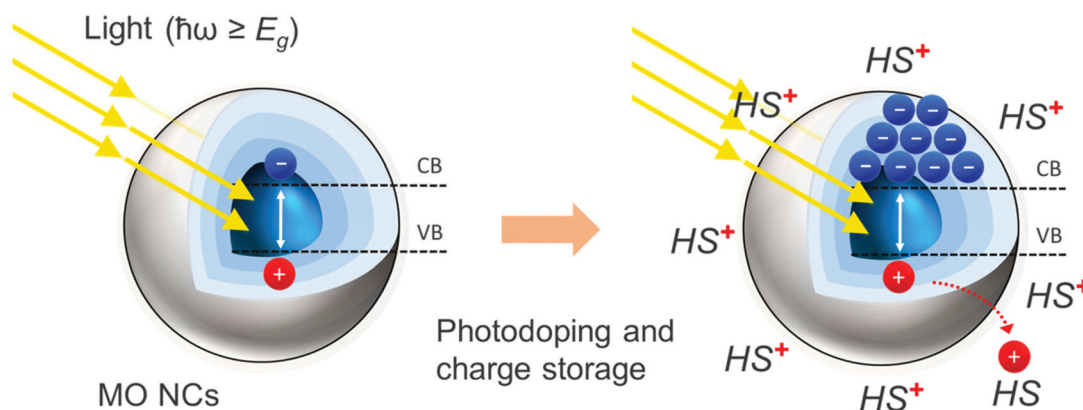 Light (ħω ≥ Eg)
−
CB
VB
+
MO NCs
Photodoping and
charge storage
HS+
HS+
HS+
− −
− − −
− − − −
CB
HS+
VB
+
HS+
HS+
+
HS
HS+